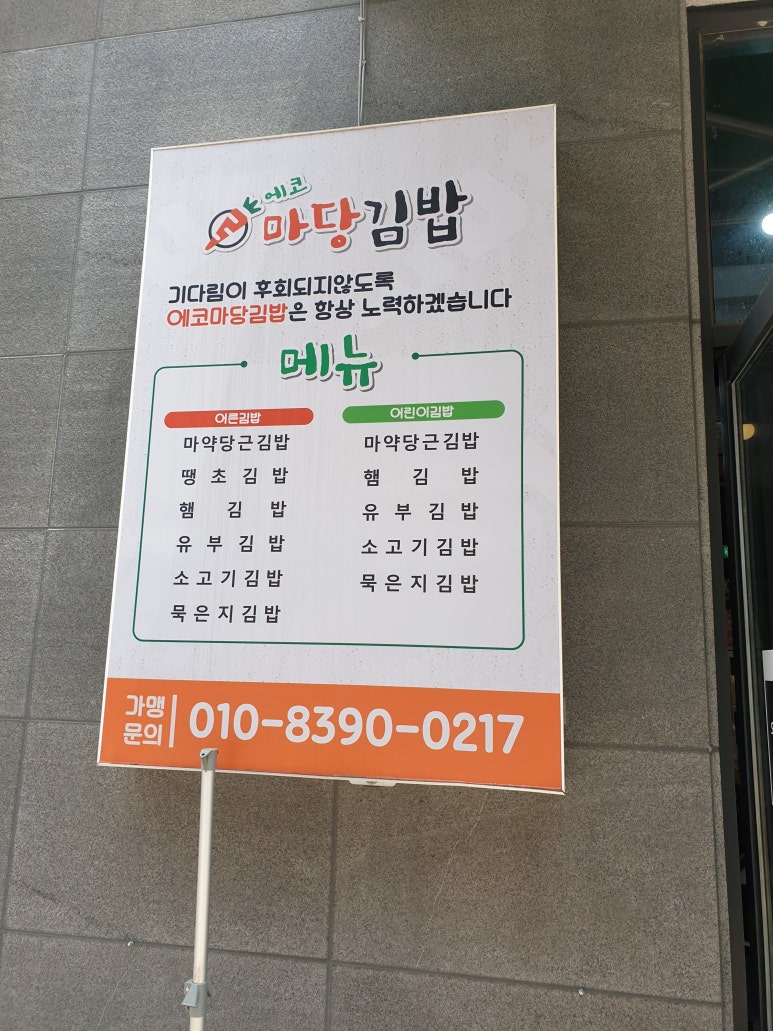 에코
마당김밥
기다림이 후회되지않도록
에코마당김밥은 항상 노력하겠습니다
메뉴
어른김밥
마약당근김밥
땡초김밥
햄김밥
유부김밥
소고기김밥
묵은지김밥
어린이김밥
마약당근김밥
햄김밥
유부김밥
소고기김밥
묵은지김밥
가맹
문의
010-8390-0217